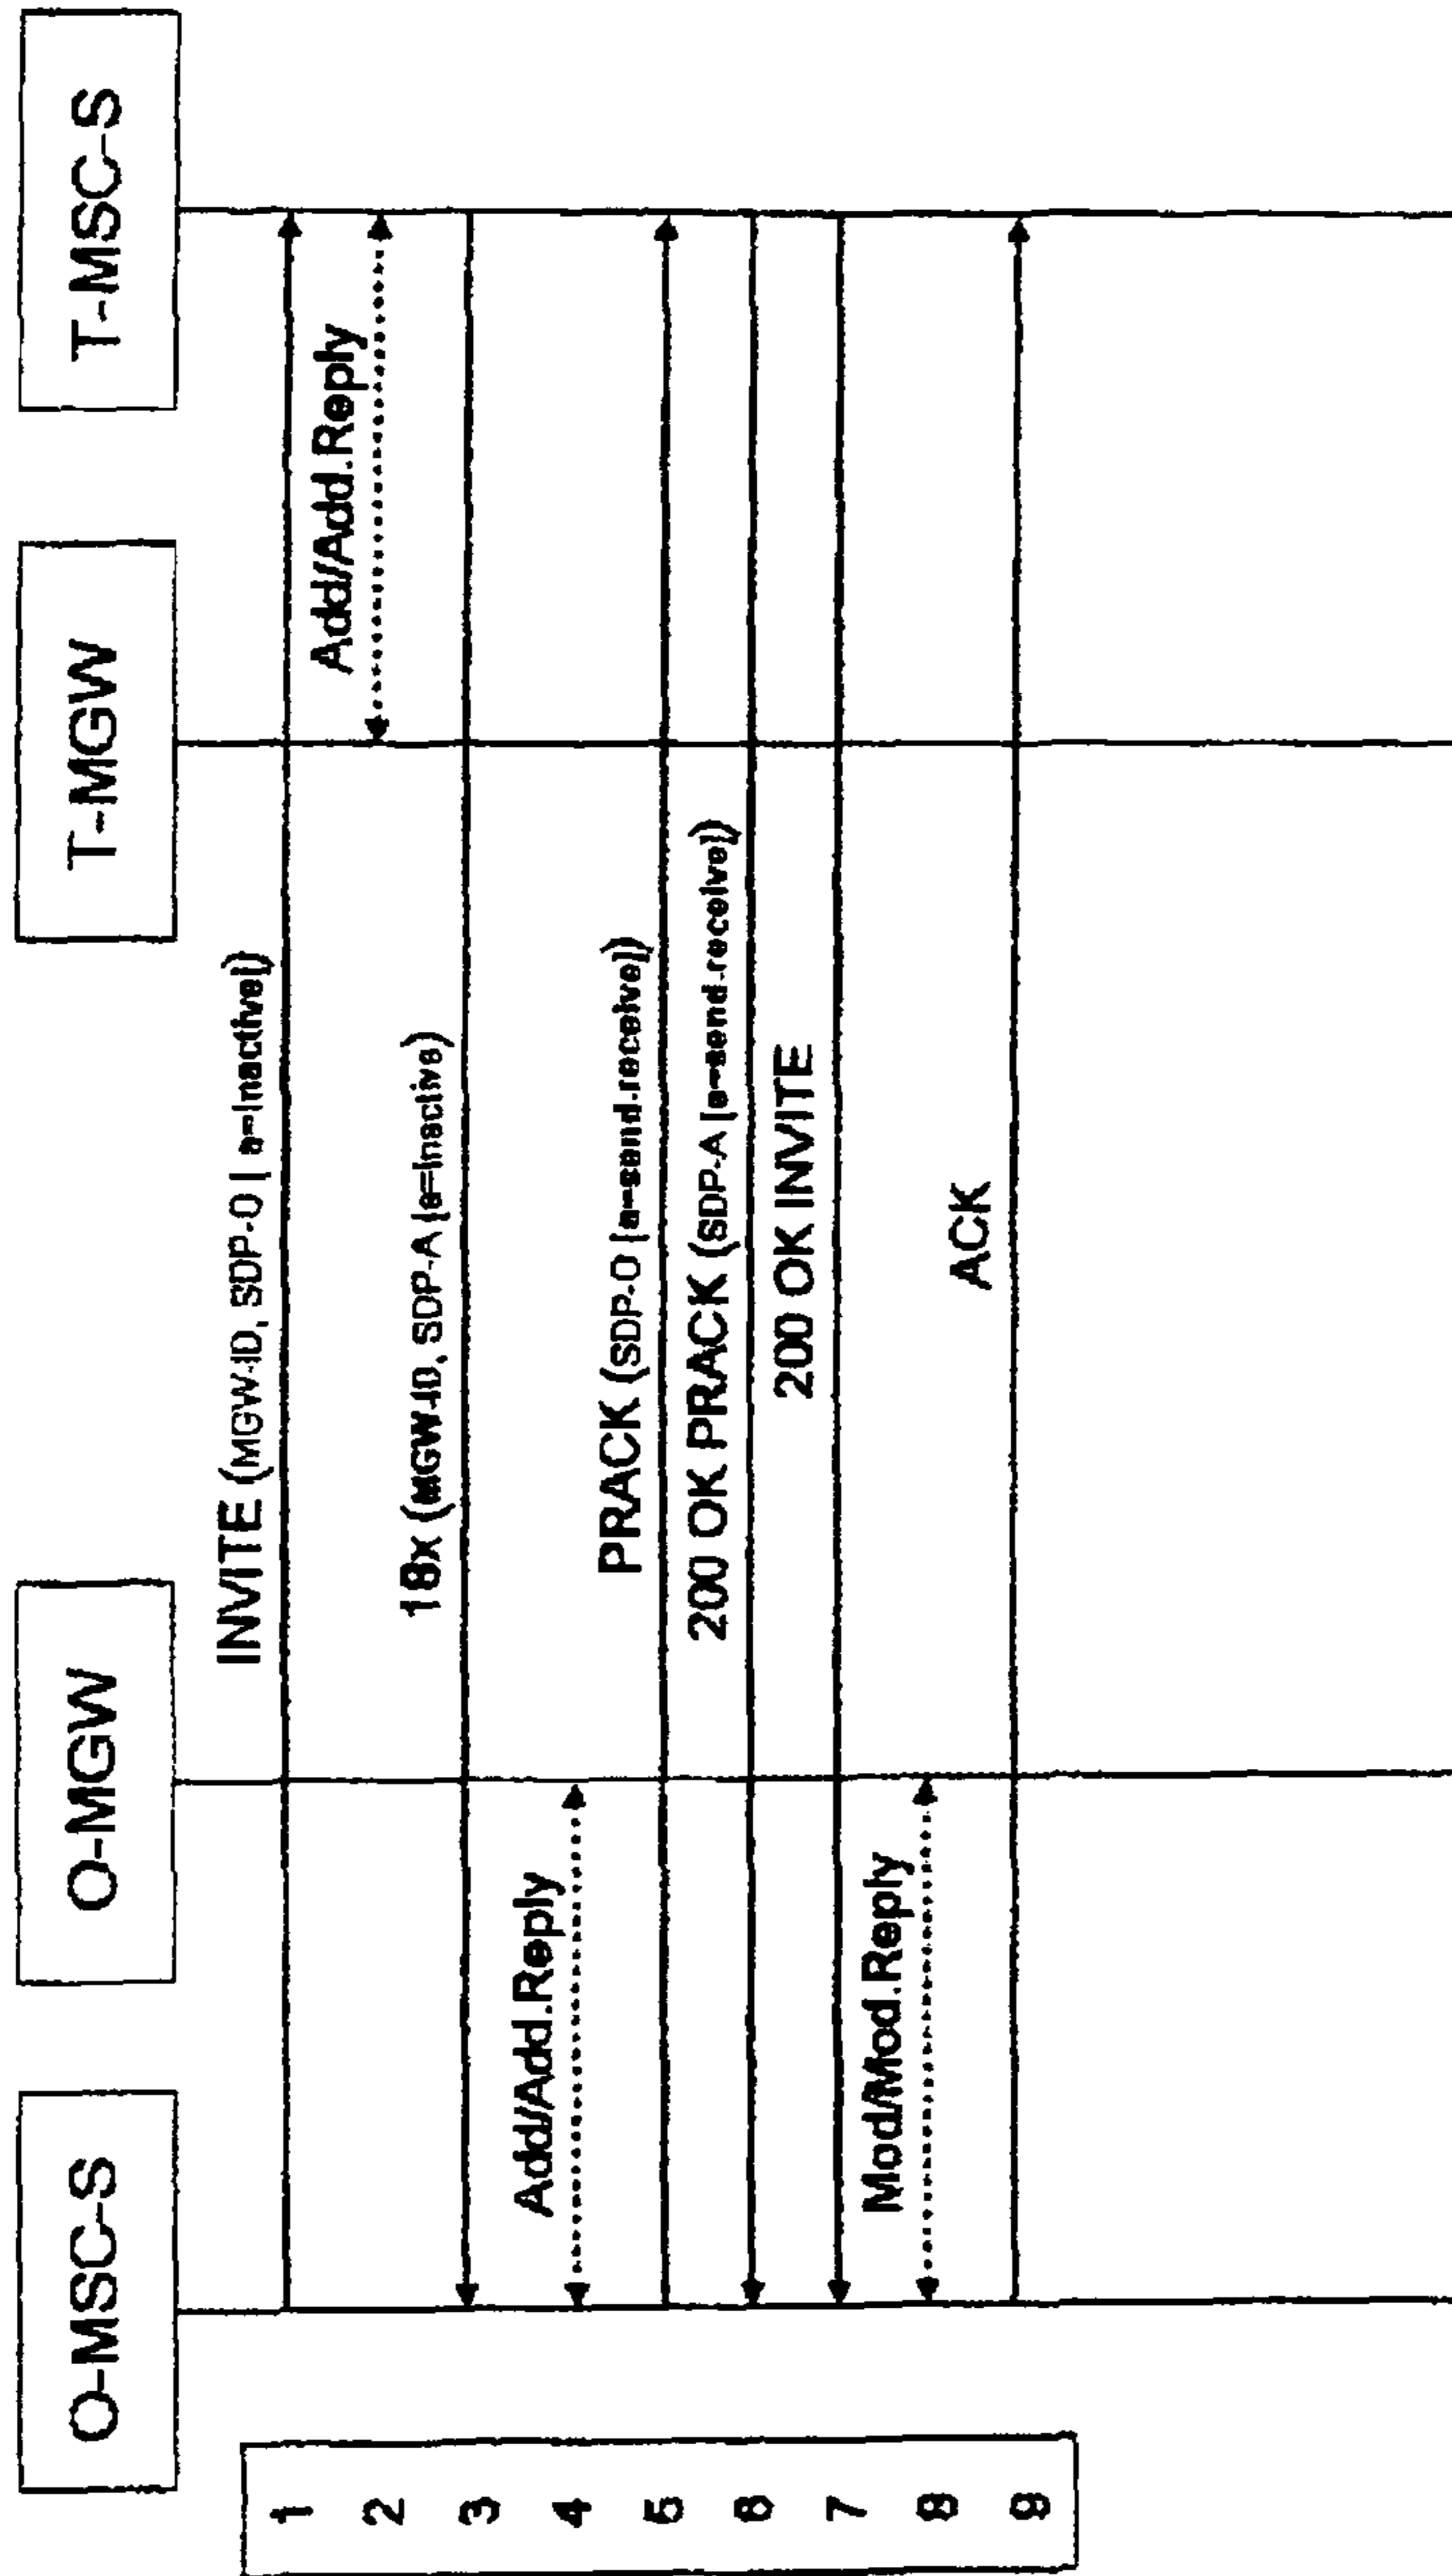 O-MSC-S
O-MGW
T-MGW
T-MSC-S
1
INVITE (MGW-ID, SDP-O [ a=Inactive])
2
Add/Add.Reply
3
18x (MGW-ID, SDP-A [a=Inactive)
4
Add/Add.Reply
5
PRACK (SDP-O [a=send.receive])
6
200 OK PRACK (SDP-A [a=send.receive])
7
200 OK INVITE
8
Mod/Mod.Reply
9
ACK